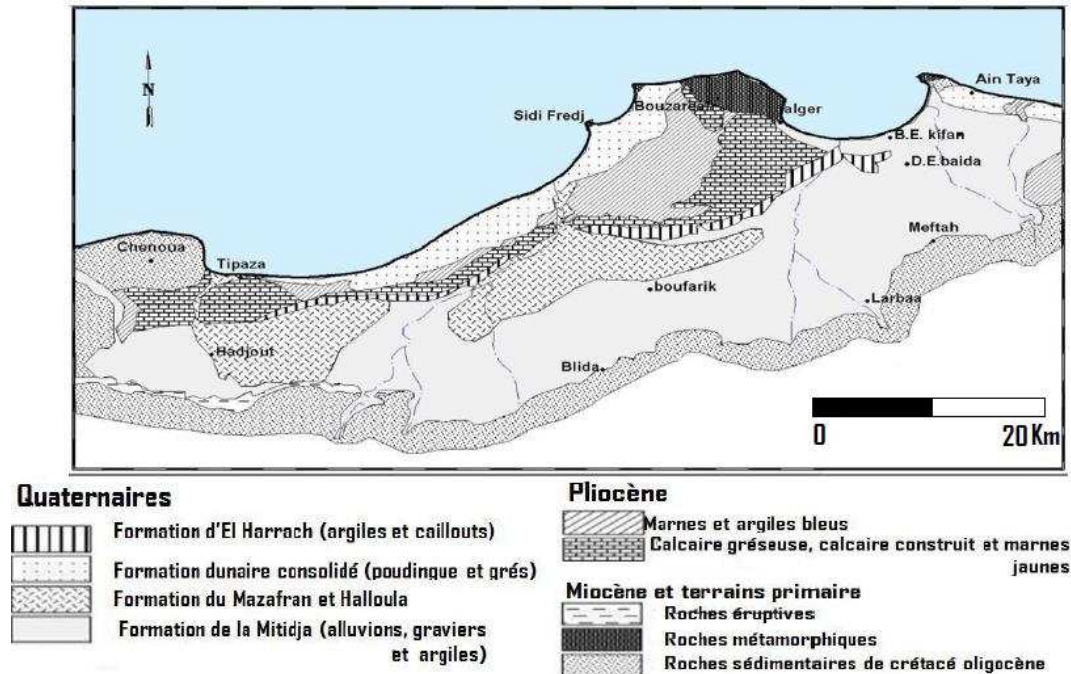 N
Ain Taya
Bouzarea
alger
Sidi Fredj
B.E. kifan
D.E.baida
Meftah
Chenoua
Tipaza
boufarik
Larbaa
Hadjout
Blida
0 20 Km
Quaternaires
Formation d'El Harrach (argiles et caillouts)
Formation dunaire consolidé (poudingue et grés)
Formation du Mazafran et Halloula
Formation de la Mitidja (alluvions, graviers
et argiles)
Pliocène
Marnes et argiles bleus
Calcaire gréseuse, calcaire construit et marnes
jaunes
Miocène et terrains primaire
Roches éruptives
Roches métamorphiques
Roches sédimentaires de crétacé oligocène